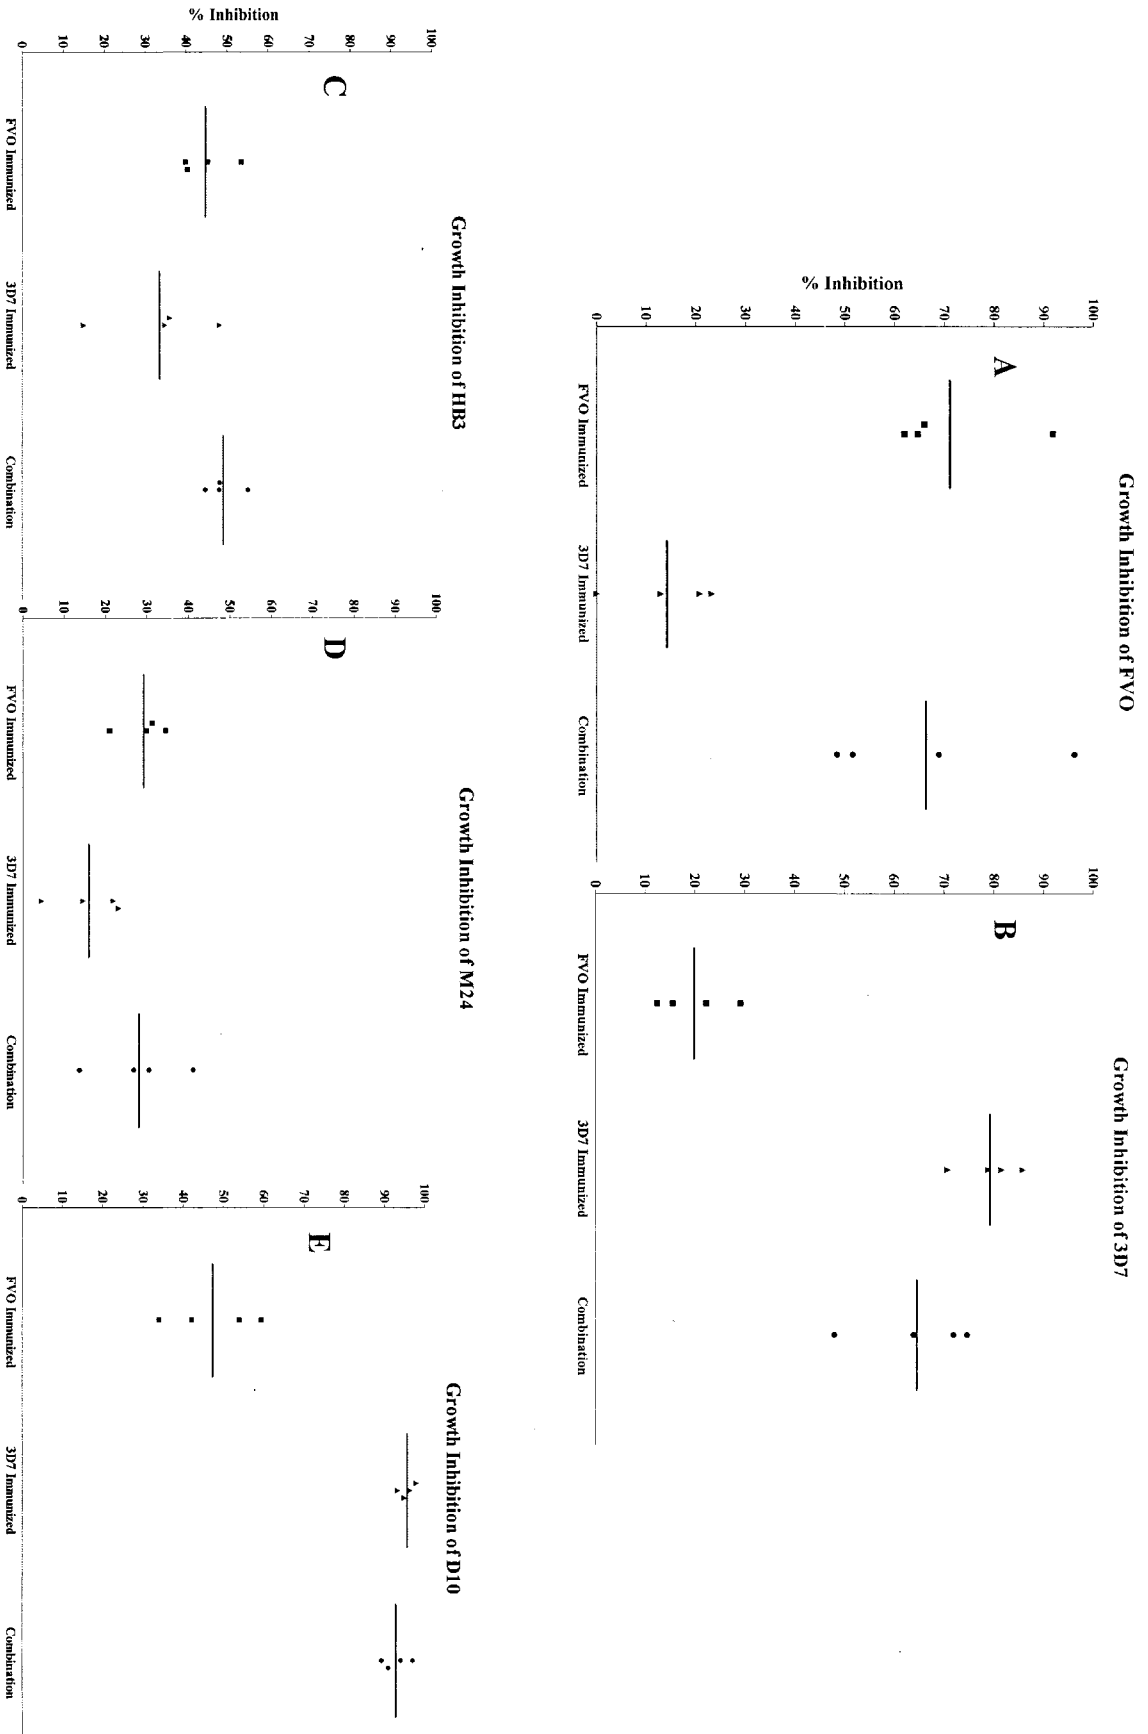 Growth Inhibition of FVO
A
% Inhibition
100
90
80
70
60
50
40
30
20
10
0
FVO Immunized
3D7 Immunized
Combination
Growth Inhibition of 3D7
B
100
90
80
70
60
50
40
30
20
10
0
FVO Immunized
3D7 Immunized
Combination
Growth Inhibition of HB3
C
% Inhibition
100
90
80
70
60
50
40
30
20
10
0
FVO Immunized
3D7 Immunized
Combination
Growth Inhibition of M24
D
100
90
80
70
60
50
40
30
20
10
0
FVO Immunized
3D7 Immunized
Combination
Growth Inhibition of D10
E
100
90
80
70
60
50
40
30
20
10
0
FVO Immunized
3D7 Immunized
Combination